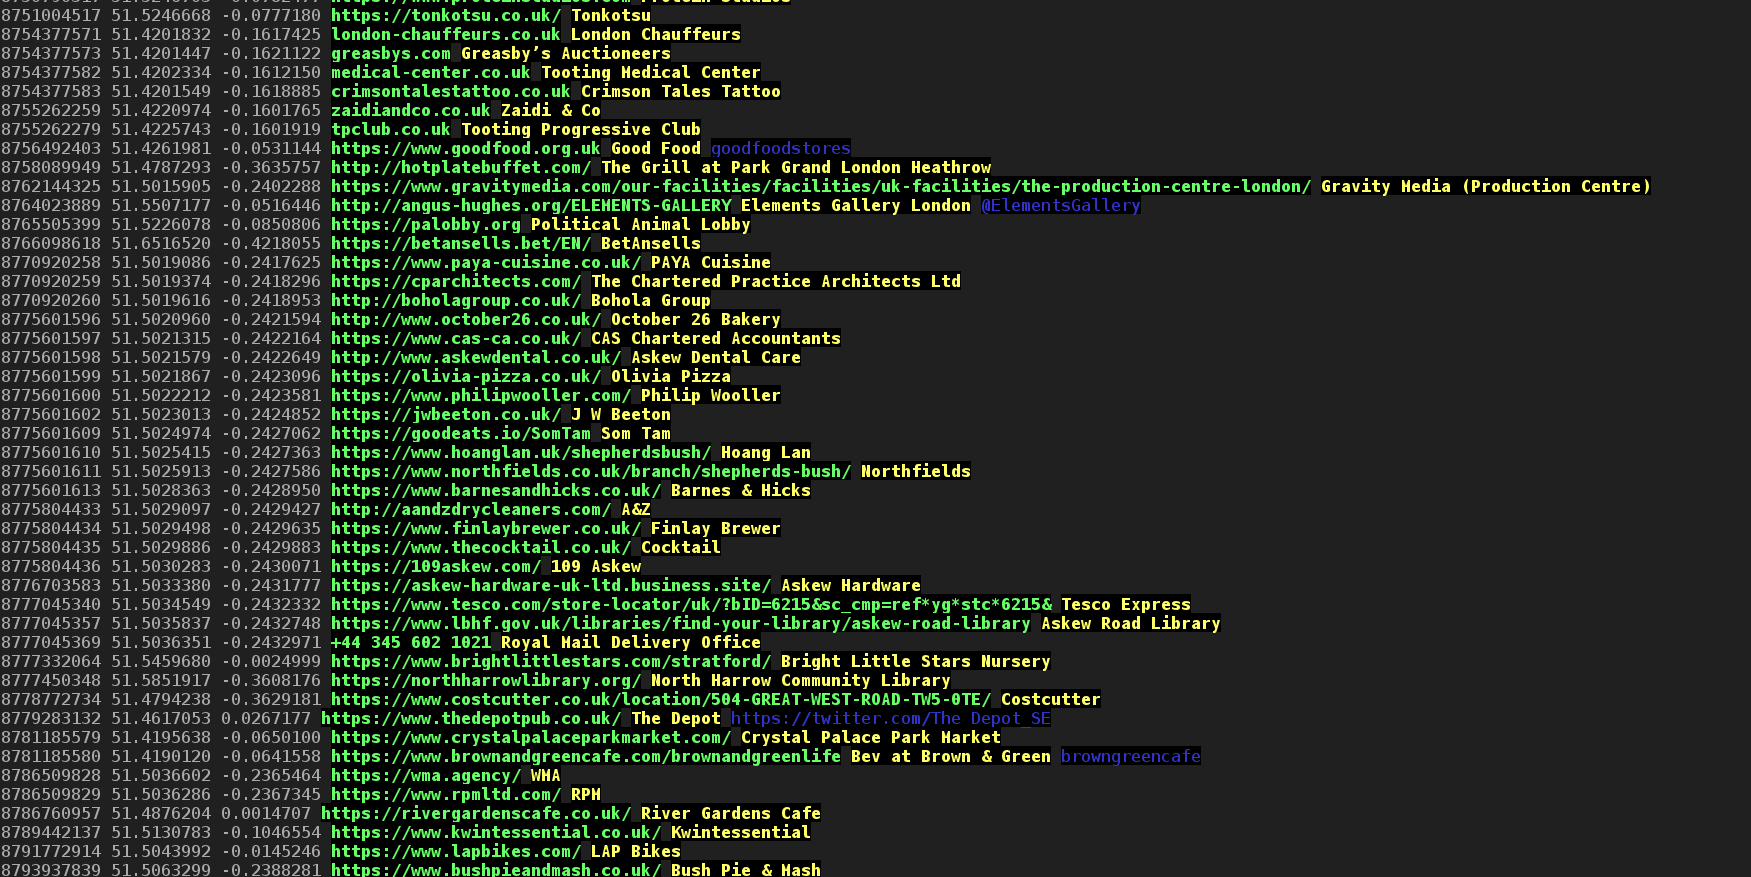 8751004517 51.5246668 -0.0777180 https://tonkotsu.co.uk/ Tonkotsu
8754377571 51.4201832 -0.1617425 london-chauffeurs.co.uk London Chauffeurs
8754377573 51.4201447 -0.1621122 greasbys.com Greasby’s Auctioneers
8754377582 51.4202334 -0.1612150 medical-center.co.uk Tooting Medical Center
8754377583 51.4201549 -0.1618885 crimsontalestattoo.co.uk Crimson Tales Tattoo
8755262259 51.4220974 -0.1601765 zaidiandco.co.uk Zaidi & Co
8755262279 51.4225743 -0.1601919 tpclub.co.uk Tooting Progressive Club
8756492403 51.4261981 -0.0531144 https://www.goodfood.org.uk Good Food goodfoodstores
8758089949 51.4787293 -0.3635757 http://hotplatebuffet.com/ The Grill at Park Grand London Heathrow
8762144325 51.5015905 -0.2402288 https://www.gravitymedia.com/our-facilities/facilities/uk-facilities/the-production-centre-london/ Gravity Media (Production Centre)
8764023889 51.5507177 -0.0516446 http://angus-hughes.org/ELEMENTS-GALLERY Elements Gallery London @ElementsGallery
8765505399 51.5226078 -0.0850806 https://palobby.org Political Animal Lobby
8766098618 51.6516520 -0.4218055 https://betansells.bet/EN/ BetAnsells
8770920258 51.5019086 -0.2417625 https://www.paya-cuisine.co.uk/ PAYA Cuisine
8770920259 51.5019374 -0.2418296 https://cparchitects.com/ The Chartered Practice Architects Ltd
8770920260 51.5019616 -0.2418953 http://boholagroup.co.uk/ Bohola Group
8775601596 51.5020960 -0.2421594 http://www.october26.co.uk/ October 26 Bakery
8775601597 51.5021315 -0.2422164 https://www.cas-ca.co.uk/ CAS Chartered Accountants
8775601598 51.5021579 -0.2422649 http://www.askewdental.co.uk/ Askew Dental Care
8775601599 51.5021867 -0.2423096 https://olivia-pizza.co.uk/ Olivia Pizza
8775601600 51.5022212 -0.2423581 https://www.philipwooller.com/ Philip Wooller
8775601602 51.5023013 -0.2424852 https://jwbeeton.co.uk/ J W Beeton
8775601609 51.5024974 -0.2427062 https://goodeats.io/SomTam Som Tam
8775601610 51.5025415 -0.2427363 https://www.hoanglan.uk/shepherdsbush/ Hoang Lan
8775601611 51.5025913 -0.2427586 https://www.northfields.co.uk/branch/shepherds-bush/ Northfields
8775601613 51.5028363 -0.2428950 https://www.barnesandhicks.co.uk/ Barnes & Hicks
8775804433 51.5029097 -0.2429427 http://aandzdrycleaners.com/ A&Z
8775804434 51.5029498 -0.2429635 https://www.finlaybrewer.co.uk/ Finlay Brewer
8775804435 51.5029886 -0.2429883 https://www.thecocktail.co.uk/ Cocktail
8775804436 51.5030283 -0.2430071 https://109askew.com/ 109 Askew
8776703583 51.5033380 -0.2431777 https://askew-hardware-uk-ltd.business.site/ Askew Hardware
8777045340 51.5034549 -0.2432332 https://www.tesco.com/store-locator/uk/?bID=6215&sc_cmp=ref*yg*stc*6215& Tesco Express
8777045357 51.5035837 -0.2432748 https://www.lbhf.gov.uk/libraries/find-your-library/askew-road-library Askew Road Library
8777045369 51.5036351 -0.2432971 +44 345 602 1021 Royal Mail Delivery Office
8777332064 51.5459680 -0.0024999 https://www.brightlittlestars.com/stratford/ Bright Little Stars Nursery
8777450348 51.5851917 -0.3608176 https://northharrowlibrary.org/ North Harrow Community Library
8778772734 51.4794238 -0.3629181 https://www.costcutter.co.uk/location/504-GREAT-WEST-ROAD-TW5-0TE/ Costcutter
8779283132 51.4617053 0.0267177 https://www.thedepotpub.co.uk/ The Depot https://twitter.com/The_Depot_SE
8781185579 51.4195638 -0.0650100 https://www.crystalpalaceparkmarket.com/ Crystal Palace Park Market
8781185580 51.4190120 -0.0641558 https://www.brownandgreencafe.com/brownandgreenlife Bev at Brown & Green browngreencafe
8786509828 51.5036602 -0.2365464 https://wma.agency/ WMA
8786509829 51.5036286 -0.2367345 https://www.rpmltd.com/ RPM
8786760957 51.4876204 0.0014707 https://rivergardenscafe.co.uk/ River Gardens Cafe
8789442137 51.5130783 -0.1046554 https://www.kwintessential.co.uk/ Kwintessential
8791772914 51.5043992 -0.0145246 https://www.lapbikes.com/ LAP Bikes
8793937839 51.5063299 -0.2388281 https://www.bushpieandmash.co.uk/ Bush Pie & Mash